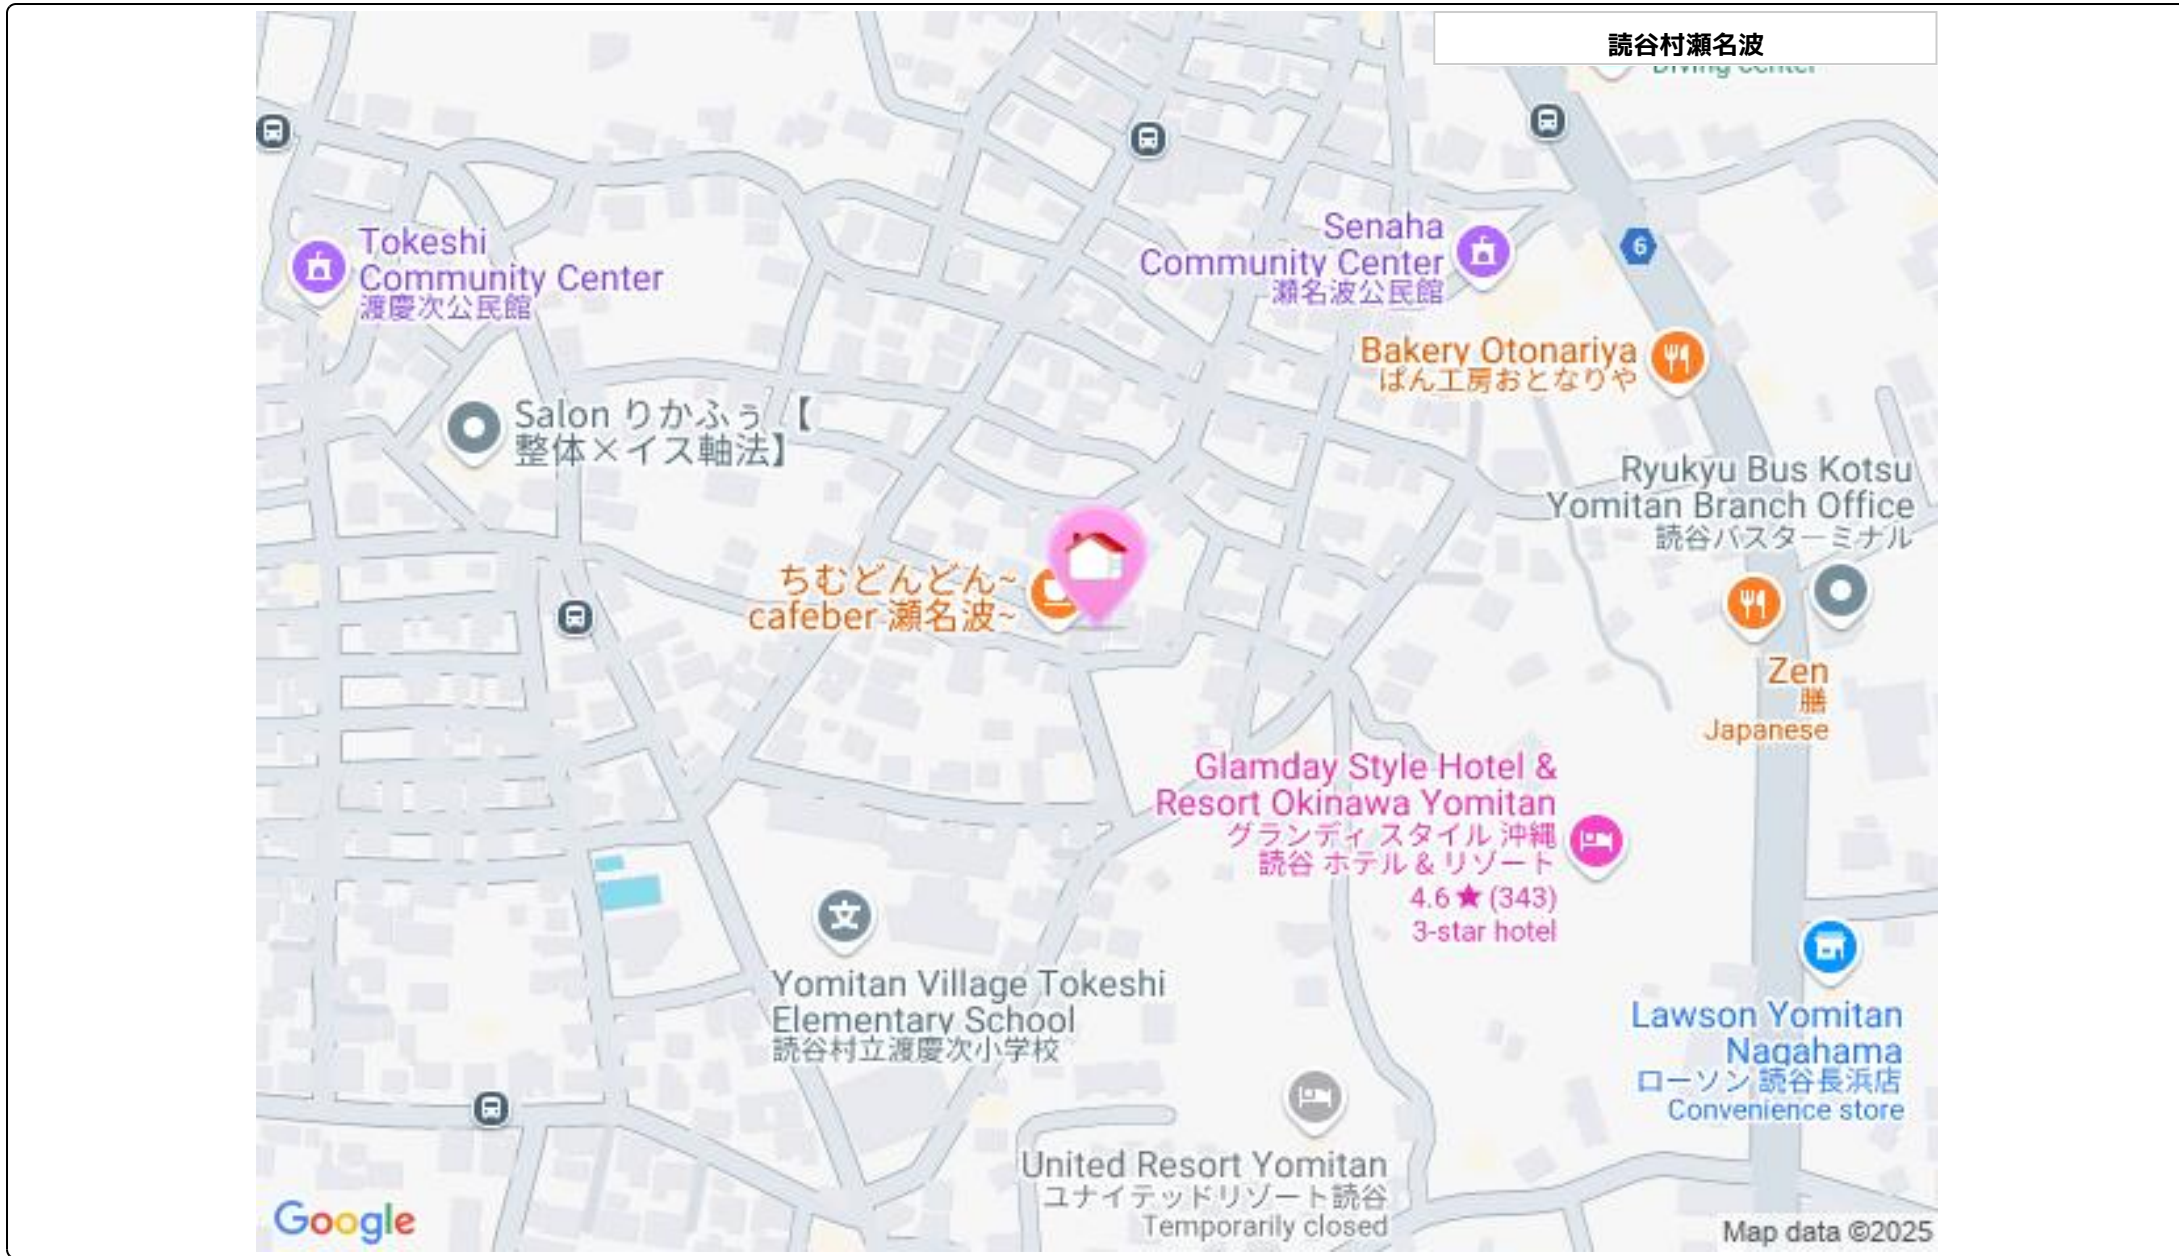 読谷村瀬名波
Diving Center
6
Senaha
Community Center
瀬名波公民館
Tokeshi
Community Center
渡慶次公民館
Bakery Otonariya
ぱん工房おとなりや
Salon りかふぅ【
整体×イス軸法】
Ryukyu Bus Kotsu
Yomitan Branch Office
読谷バスターミナル
ちむどんどん~
cafeber 瀬名波~
Zen
膳
Japanese
Glamday Style Hotel &
Resort Okinawa Yomitan
グランディ スタイル 沖縄
読谷 ホテル & リゾート
4.6 ★ (343)
3-star hotel
文
Yomitan Village Tokeshi
Elementary School
読谷村立渡慶次小学校
Lawson Yomitan
Nagahama
ローソン 読谷長浜店
Convenience store
United Resort Yomitan
ユナイテッドリゾート読谷
Temporarily closed
Google
Map data ©2025